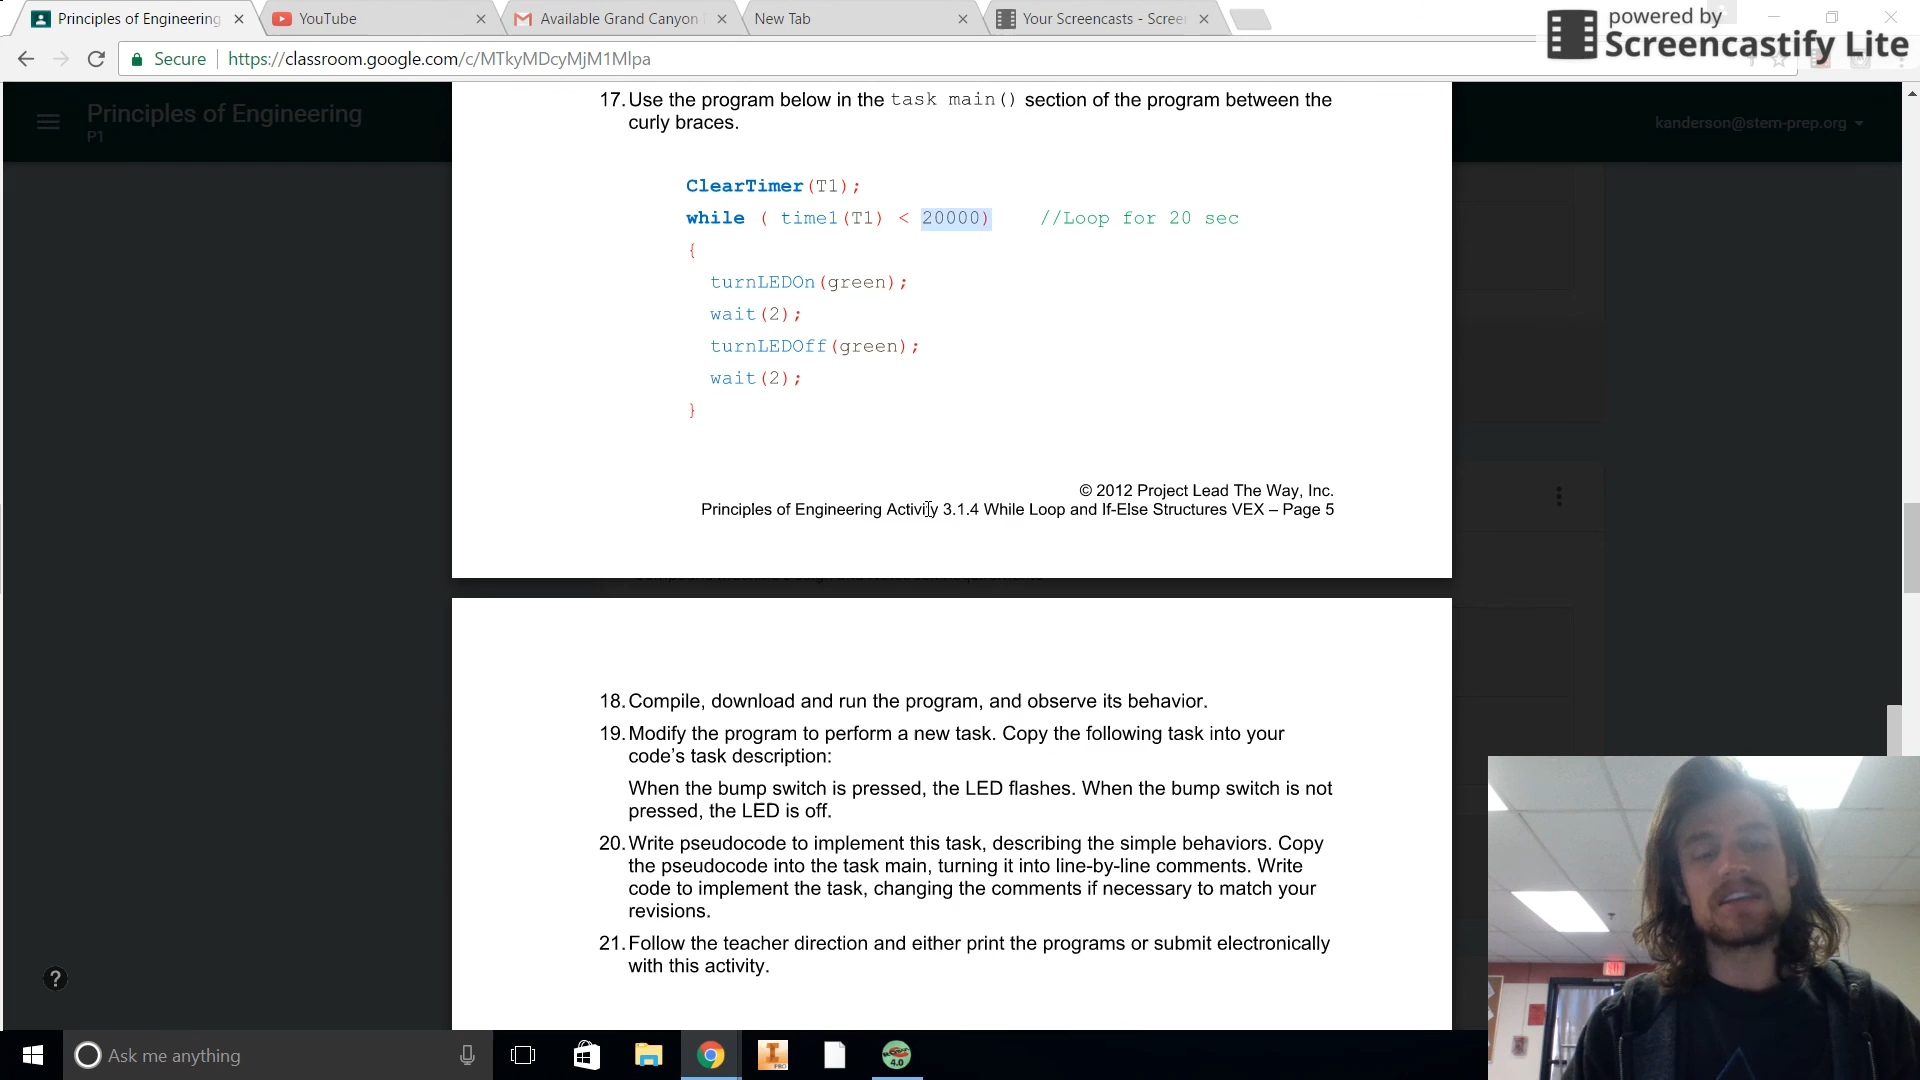 Principles of Engineering
YouTube
Available Grand Canyon
New Tab
Your Screencasts - Scree
powered by
Screencastify Lite
Secure
https://classroom.google.com/c/MTkyMDcyMjM1Mlpa
Principles of Engineering
P1
kanderson@stem-prep.org
17. Use the program below in the task main() section of the program between the
curly braces.
ClearTimer(T1);
while ( time1(T1) < 20000) //Loop for 20 sec
{
turnLEDOn(green);
wait(2);
turnLEDOff(green);
wait(2);
}
© 2012 Project Lead The Way, Inc.
Principles of Engineering Activity 3.1.4 While Loop and If-Else Structures VEX – Page 5
18. Compile, download and run the program, and observe its behavior.
19. Modify the program to perform a new task. Copy the following task into your
code’s task description:
When the bump switch is pressed, the LED flashes. When the bump switch is not
pressed, the LED is off.
20. Write pseudocode to implement this task, describing the simple behaviors. Copy
the pseudocode into the task main, turning it into line-by-line comments. Write
code to implement the task, changing the comments if necessary to match your
revisions.
21. Follow the teacher direction and either print the programs or submit electronically
with this activity.
?
Ask me anything
I
PRO
4.0